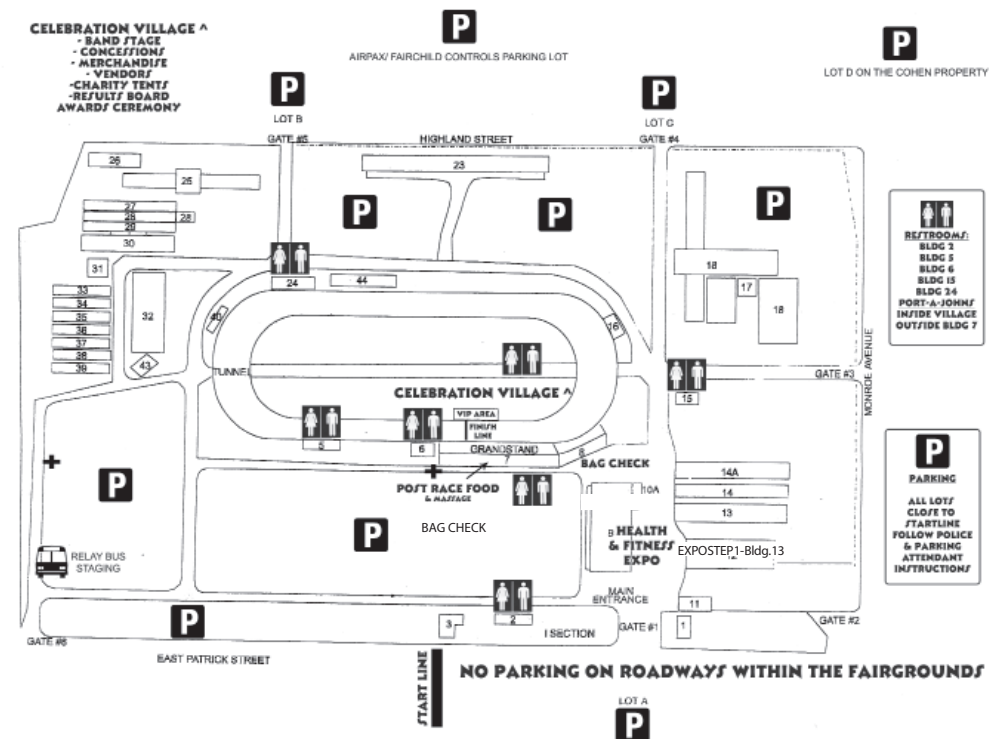 CELEBRATION VILLAGE ^
- BAND STAGE
- CONCESSIONS
- MERCHANDISE
- VENDORS
-CHARITY TENTS
-RESULTS BOARD
AWARDS CEREMONY
P
AIRPAX/ FAIRCHILD CONTROLS PARKING LOT
P
LOT D ON THE COHEN PROPERTY
P
LOT B
GATE #5
HIGHLAND STREET
P
LOT C
GATE #4
26
25
27
28
28
29
30
31
23
P
P
P
18
17
18
RESTROOMS:
BLDG 2
BLDG 5
BLDG 6
BLDG 15
BLDG 24
PORT-A-JOHNS
INSIDE VILLAGE
OUTSIDE BLDG 7
33
34
35
36
37
38
39
32
43
40
24
44
16
TUNNEL
CELEBRATION VILLAGE ^
VIP AREA
FINISH
LINE
5
6
GRANDSTAND
7
8
15
GATE #3
MONROE AVENUE
BAG CHECK
POST RACE FOOD
& MASSAGE
P
P
BAG CHECK
10A
14A
14
13
B HEALTH
& FITNESS
EXPO
EXPOSTEP1-Bldg.13
P
PARKING
ALL LOTS
CLOSE TO
STARTLINE
FOLLOW POLICE
& PARKING
ATTENDANT
INSTRUCTIONS
RELAY BUS
STAGING
MAIN
ENTRANCE
11
1
GATE #2
GATE #6
P
3
2
I SECTION
GATE #1
EAST PATRICK STREET
START LINE
NO PARKING ON ROADWAYS WITHIN THE FAIRGROUNDS
LOT A
P